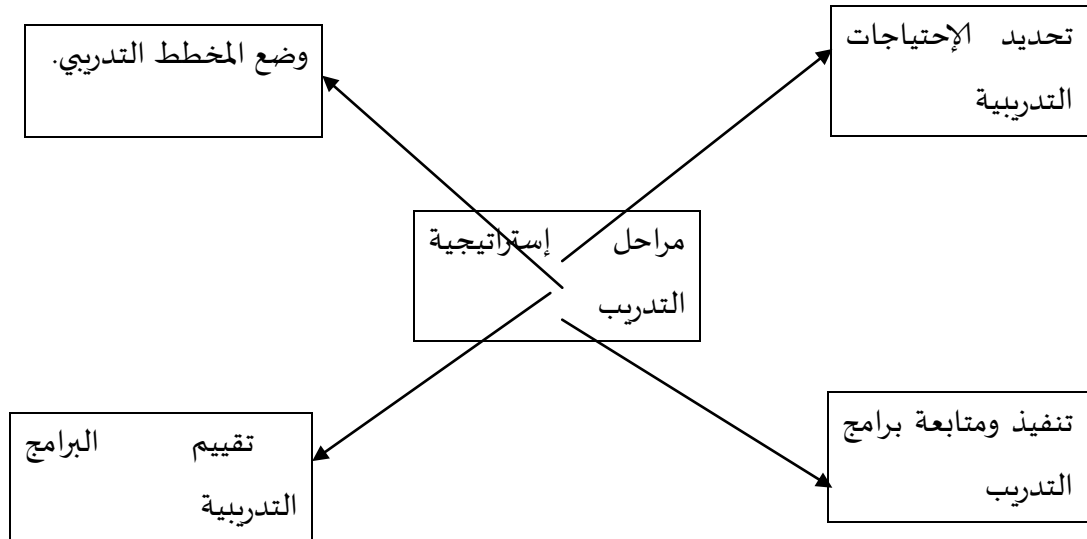 تحديد الإحتياجات
التدريبية
وضع المخطط التدريبي.
مراحل إستراتيجية
التدريب
تنفيذ ومتابعة برامج
التدريب
تقييم البرامج
التدريبية